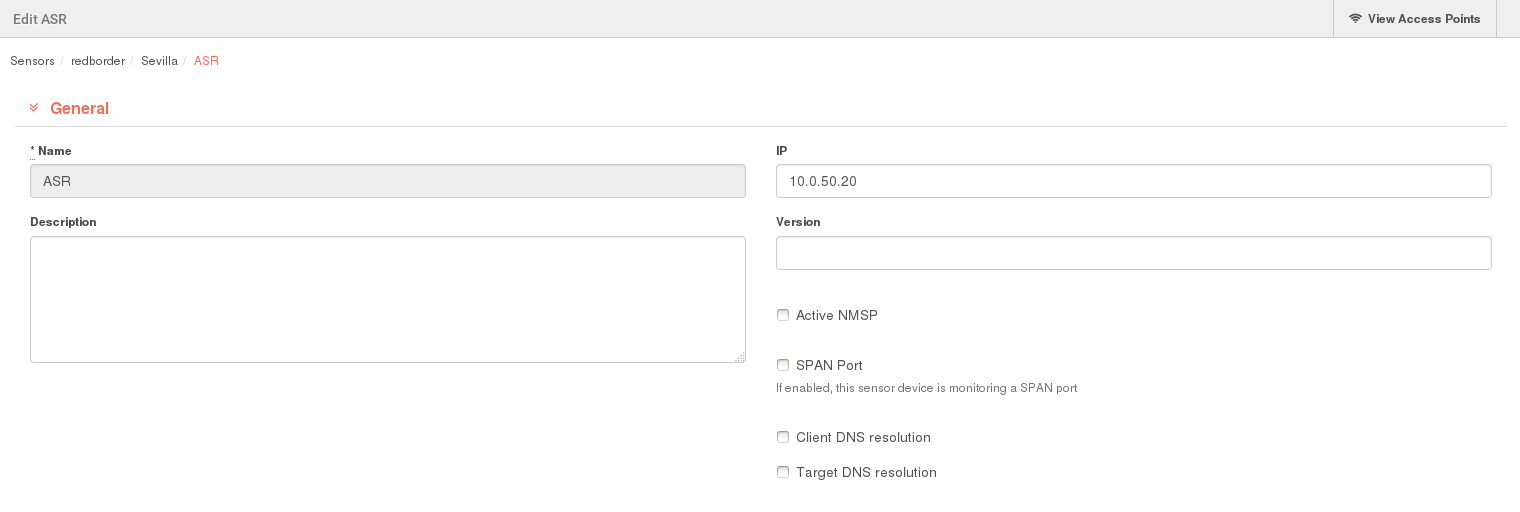 Edit ASR
View Access Points
Sensors / redborder / Sevilla / ASR
General
* Name
ASR
IP
10.0.50.20
Description
Version
Active NMSP
SPAN Port
If enabled, this sensor device is monitoring a SPAN port
Client DNS resolution
Target DNS resolution